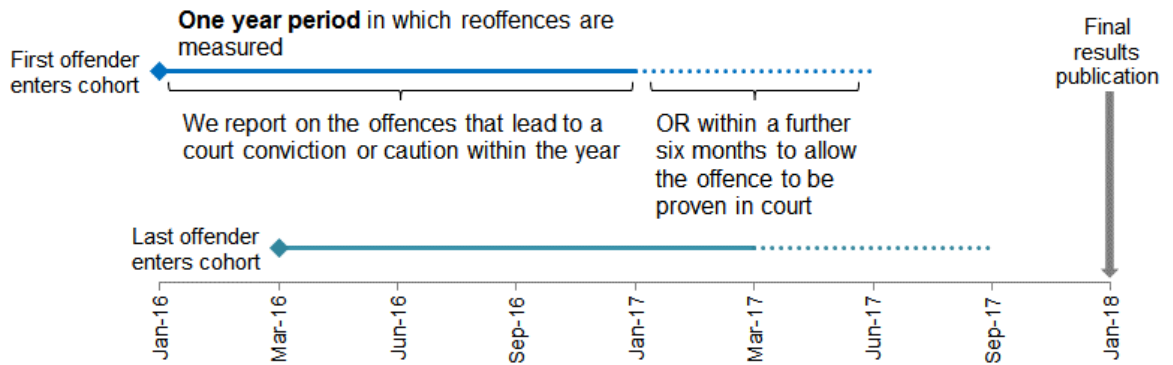 One year period in which reoffences are
measured
First offender
enters cohort
Final
results
publication
We report on the offences that lead to a
court conviction or caution within the year
OR within a further
six months to allow
the offence to be
proven in court
Last offender
enters cohort
Jan-16
Mar-16
Jun-16
Sep-16
Jan-17
Mar-17
Jun-17
Sep-17
Jan-18